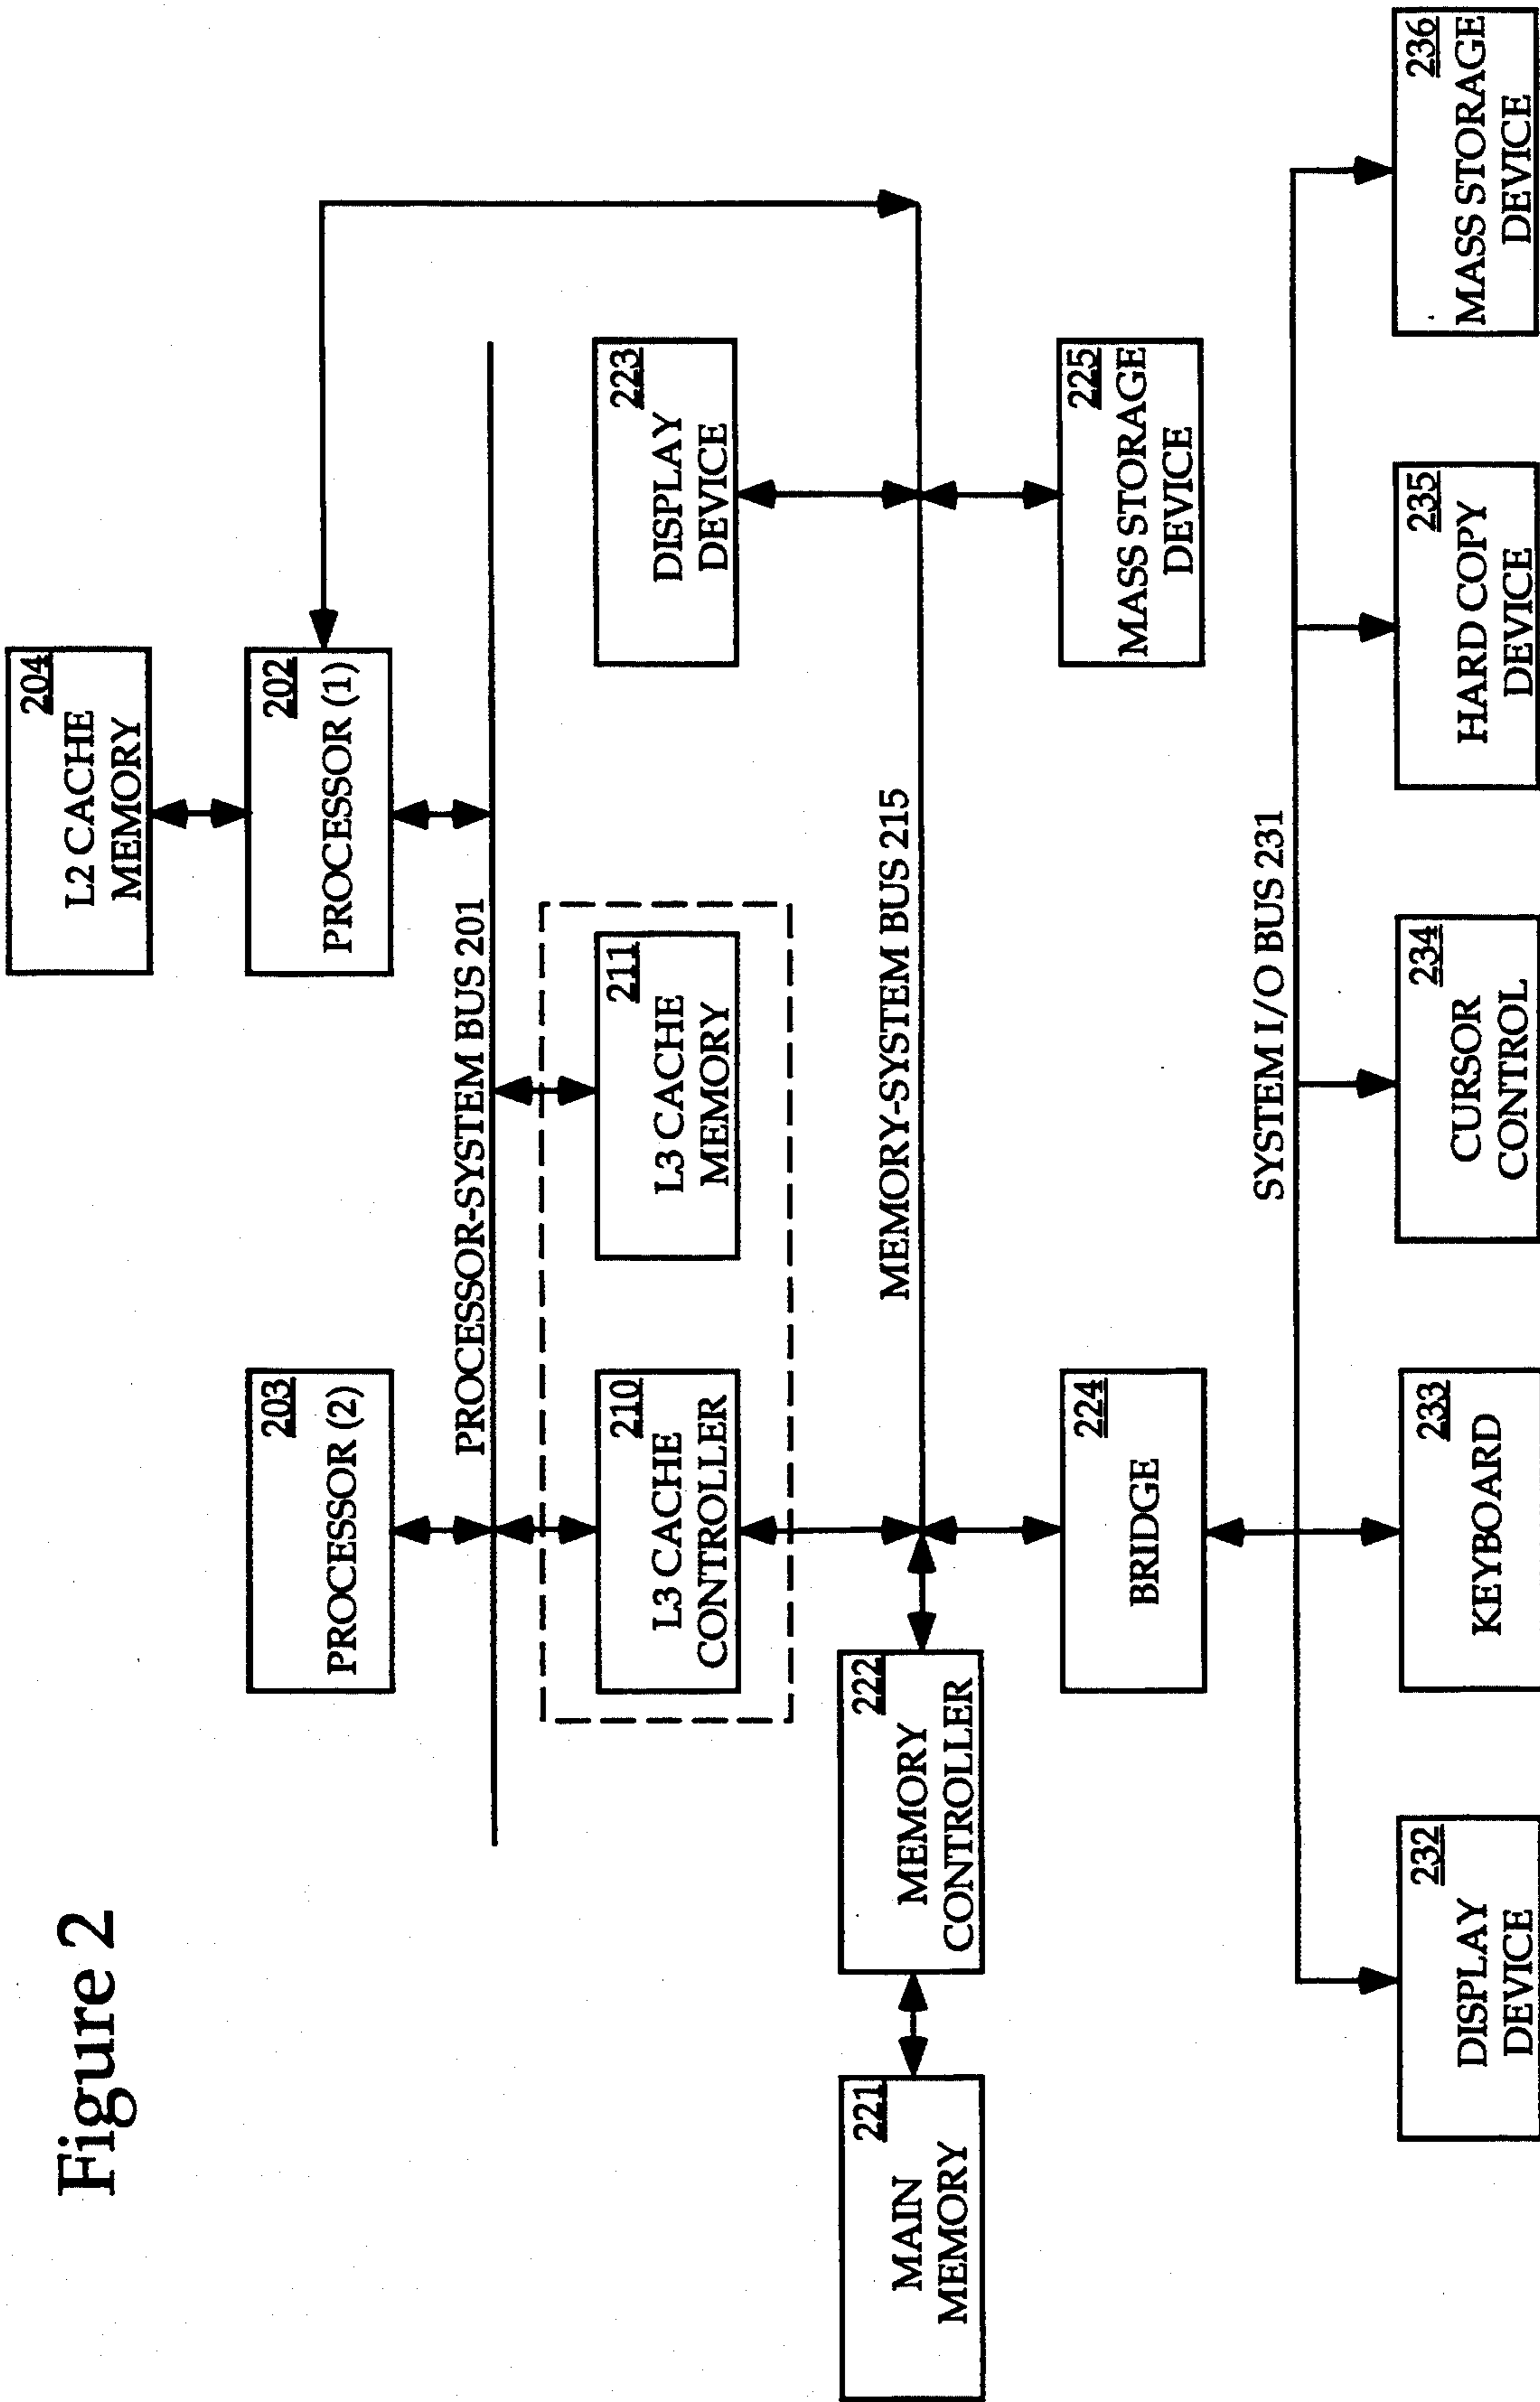 Figure 2
204
L2 CACHE
MEMORY
203
PROCESSOR (2)
202
PROCESSOR (1)
PROCESSOR-SYSTEM BUS 201
210
L3 CACHE
CONTROLLER
211
L3 CACHE
MEMORY
223
DISPLAY
DEVICE
221
MAIN
MEMORY
222
MEMORY
CONTROLLER
MEMORY-SYSTEM BUS 215
224
BRIDGE
225
MASS STORAGE
DEVICE
SYSTEM I/O BUS 231
232
DISPLAY
DEVICE
233
KEYBOARD
234
CURSOR
CONTROL
235
HARD COPY
DEVICE
236
MASS STORAGE
DEVICE